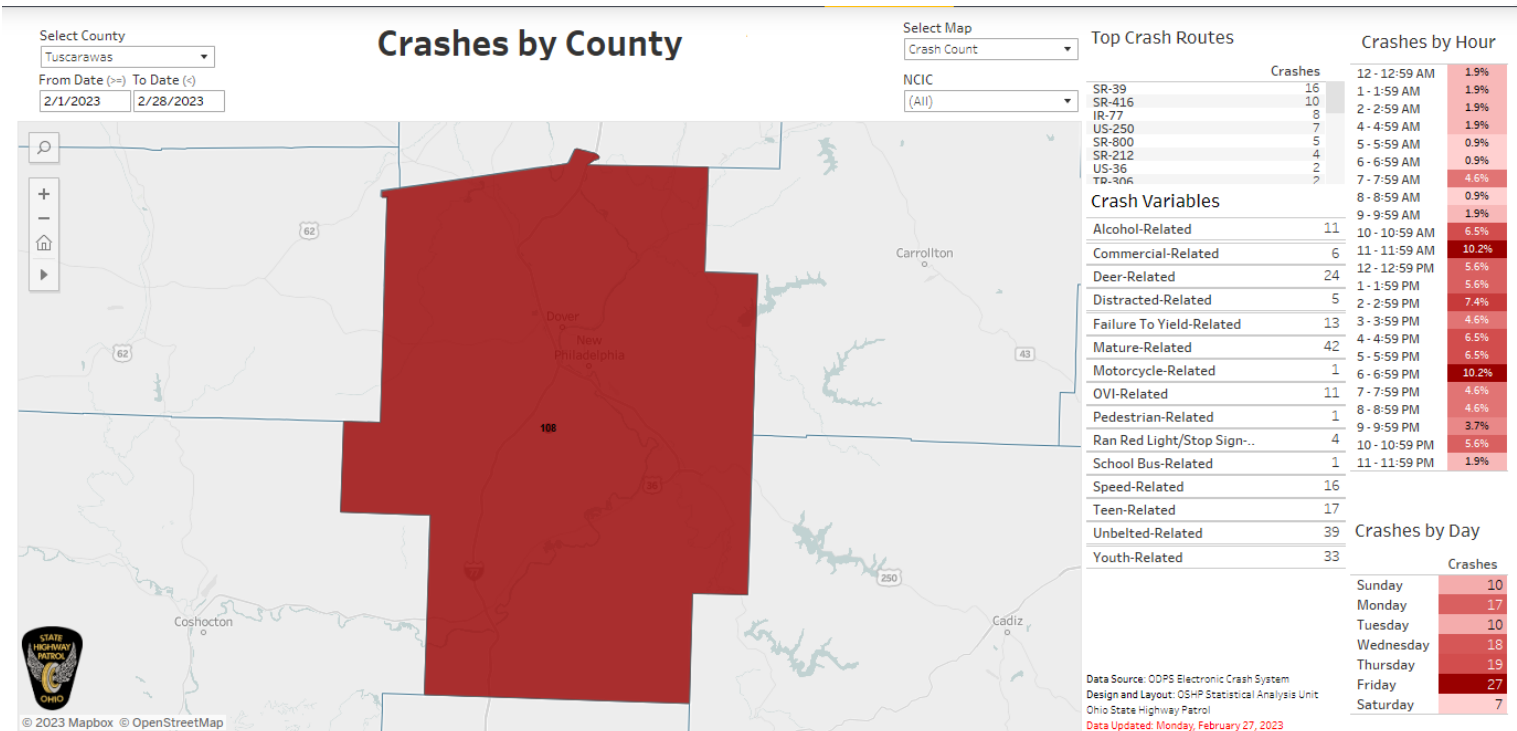 Select County
Tuscarawas
From Date (>=) To Date (<)
2/1/2023 2/28/2023
Crashes by County
Select Map
Crash Count
NCIC
(All)
62
62
Carrollton
Dover
New
Philadelphia
43
108
36
77
250
Coshocton
Cadiz
STATE
HIGHWAY
PATROL
OHIO
© 2023 Mapbox © OpenStreetMap
Top Crash Routes
Crashes
SR-39 16
SR-416 10
IR-77 8
US-250 7
SR-800 5
SR-212 4
US-36 2
TR-306 2
Crash Variables
Alcohol-Related 11
Commercial-Related 6
Deer-Related 24
Distracted-Related 5
Failure To Yield-Related 13
Mature-Related 42
Motorcycle-Related 1
OVI-Related 11
Pedestrian-Related 1
Ran Red Light/Stop Sign-.. 4
School Bus-Related 1
Speed-Related 16
Teen-Related 17
Unbelted-Related 39
Youth-Related 33
Data Source: ODPS Electronic Crash System
Design and Layout: OSHP Statistical Analysis Unit
Ohio State Highway Patrol
Data Updated: Monday, February 27, 2023
Crashes by Hour
12 - 12:59 AM 1.9%
1 - 1:59 AM 1.9%
2 - 2:59 AM 1.9%
4 - 4:59 AM 1.9%
5 - 5:59 AM 0.9%
6 - 6:59 AM 0.9%
7 - 7:59 AM 4.6%
8 - 8:59 AM 0.9%
9 - 9:59 AM 1.9%
10 - 10:59 AM 6.5%
11 - 11:59 AM 10.2%
12 - 12:59 PM 5.6%
1 - 1:59 PM 5.6%
2 - 2:59 PM 7.4%
3 - 3:59 PM 4.6%
4 - 4:59 PM 6.5%
5 - 5:59 PM 6.5%
6 - 6:59 PM 10.2%
7 - 7:59 PM 4.6%
8 - 8:59 PM 4.6%
9 - 9:59 PM 3.7%
10 - 10:59 PM 5.6%
11 - 11:59 PM 1.9%
Crashes by Day
Crashes
Sunday 10
Monday 17
Tuesday 10
Wednesday 18
Thursday 19
Friday 27
Saturday 7